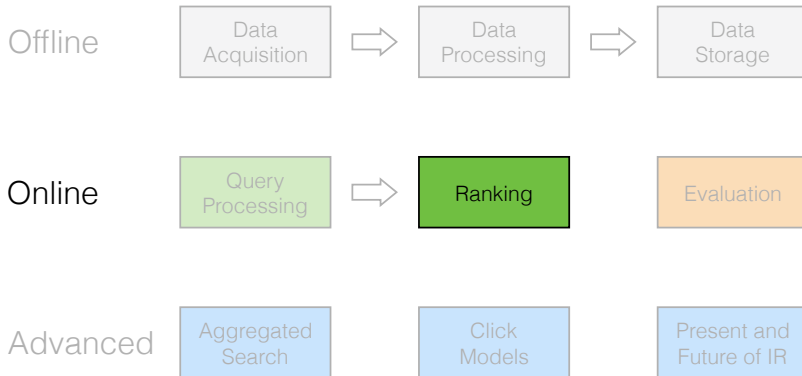 Offline
Data
Acquisition
Data
Processing
Data
Storage
Online
Query
Processing
Ranking
Evaluation
Advanced
Aggregated
Search
Click
Models
Present and
Future of IR